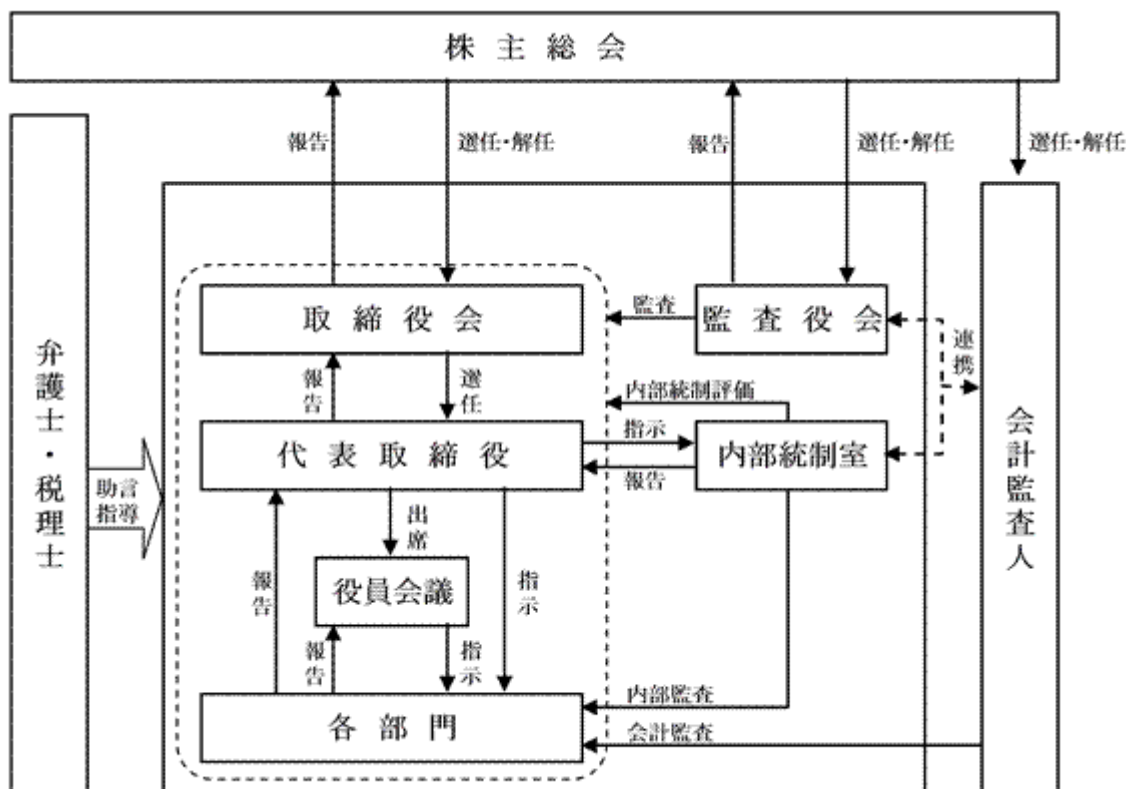 株主総会
報告
選任・解任
報告
選任・解任
選任・解任
取締役会
監査
監査役会
連携
報告
選任
内部統制評価
代表取締役
指示
報告
内部統制室
弁護士・税理士
助言
指導
会計監査人
出席
役員会議
報告
指示
報告
指示
内部監査
各部門
会計監査